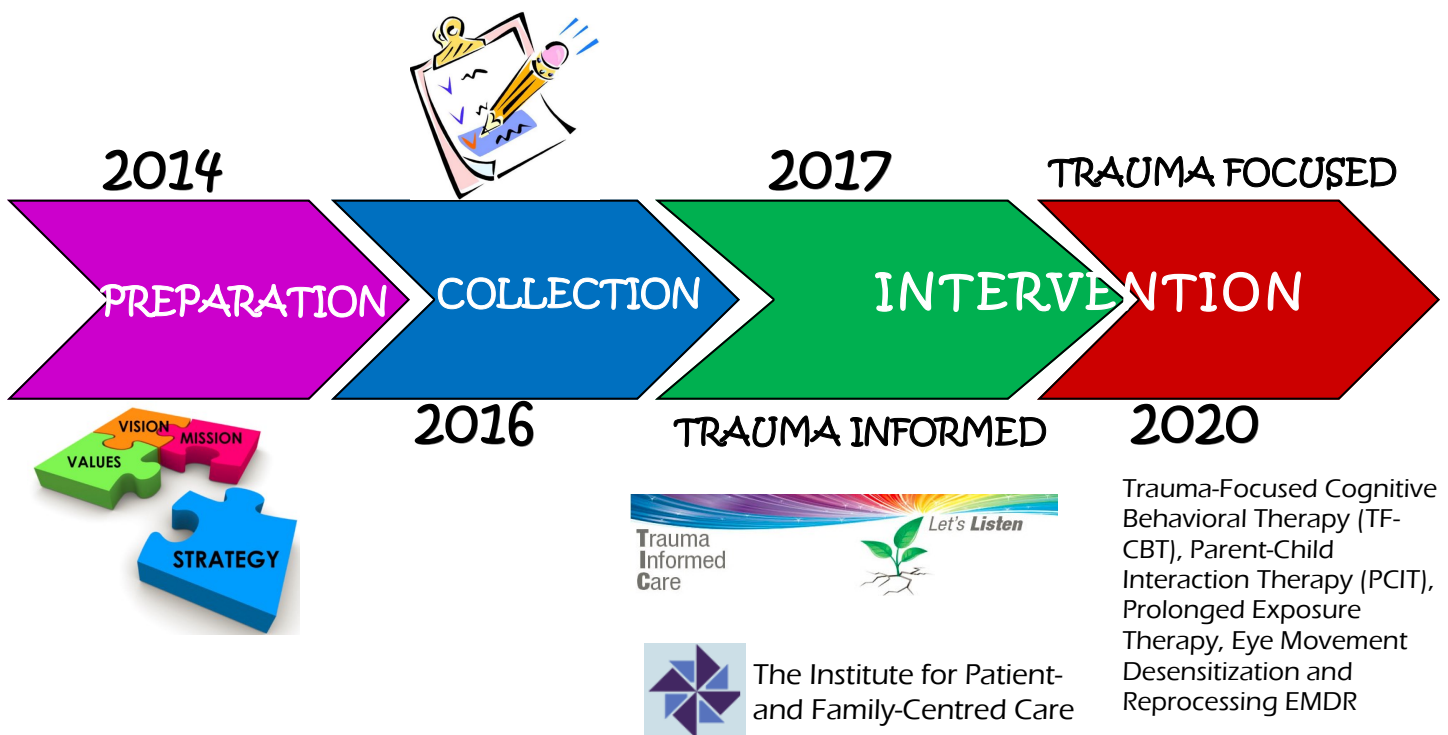 2014
2017
TRAUMA FOCUSED
PREPARATION
COLLECTION
INTERVENTION
2016
TRAUMA INFORMED
2020
VISION
MISSION
VALUES
STRATEGY
Let's Listen
Trauma
Informed
Care
The Institute for Patient-
and Family-Centred Care
Trauma-Focused Cognitive
Behavioral Therapy (TF-
CBT), Parent-Child
Interaction Therapy (PCIT),
Prolonged Exposure
Therapy, Eye Movement
Desensitization and
Reprocessing EMDR